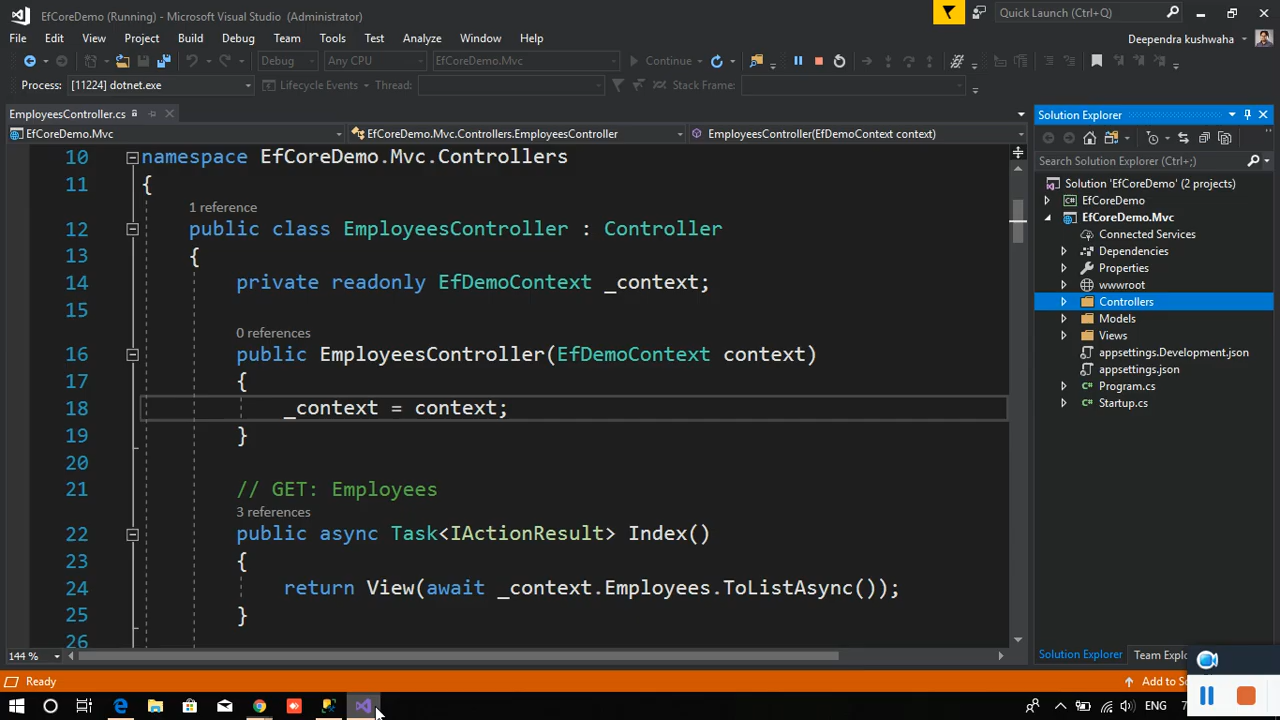 EfCoreDemo (Running) - Microsoft Visual Studio (Administrator)
Quick Launch (Ctrl+Q)
File Edit View Project Build Debug Team Tools Test Analyze Window Help
Deependra kushwaha
Debug Any CPU EfCoreDemo.Mvc Continue
Process: [11224] dotnet.exe Lifecycle Events Thread: Stack Frame:
EmployeesController.cs
EfCoreDemo.Mvc EfCoreDemo.Mvc.Controllers.EmployeesController EmployeesController(EfDemoContext context)
10 namespace EfCoreDemo.Mvc.Controllers
11 {
1 reference
12 public class EmployeesController : Controller
13 {
14 private readonly EfDemoContext _context;
15
0 references
16 public EmployeesController(EfDemoContext context)
17 {
18 _context = context;
19 }
20
21 // GET: Employees
3 references
22 public async Task<IActionResult> Index()
23 {
24 return View(await _context.Employees.ToListAsync());
25 }
26
144 %
Solution Explorer
Search Solution Explorer (Ctrl+;)
Solution 'EfCoreDemo' (2 projects)
EfCoreDemo
EfCoreDemo.Mvc
Connected Services
Dependencies
Properties
wwwroot
Controllers
Models
Views
appsettings.Development.json
appsettings.json
Program.cs
Startup.cs
Solution Explorer Team Explo
Ready
Add to S
ENG